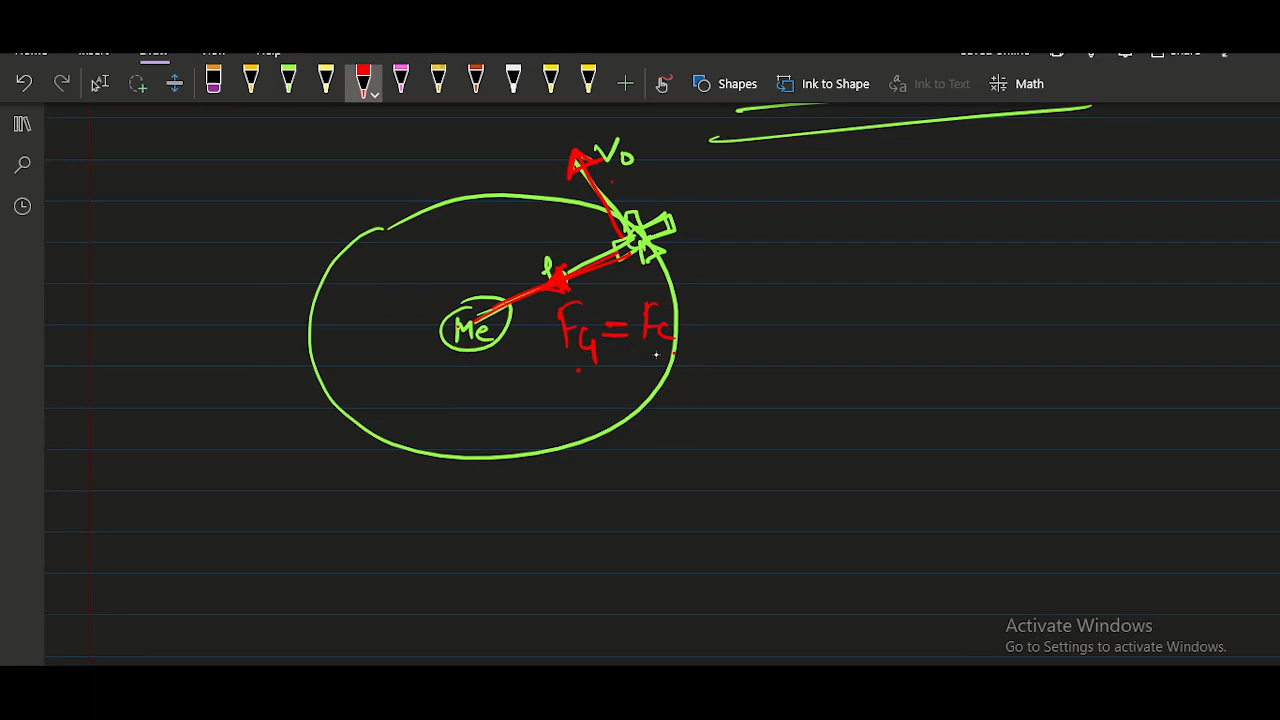 Shapes
Ink to Shape
Ink to Text
Math
Vo
Me
FG = Fc
Activate Windows
Go to Settings to activate Windows.